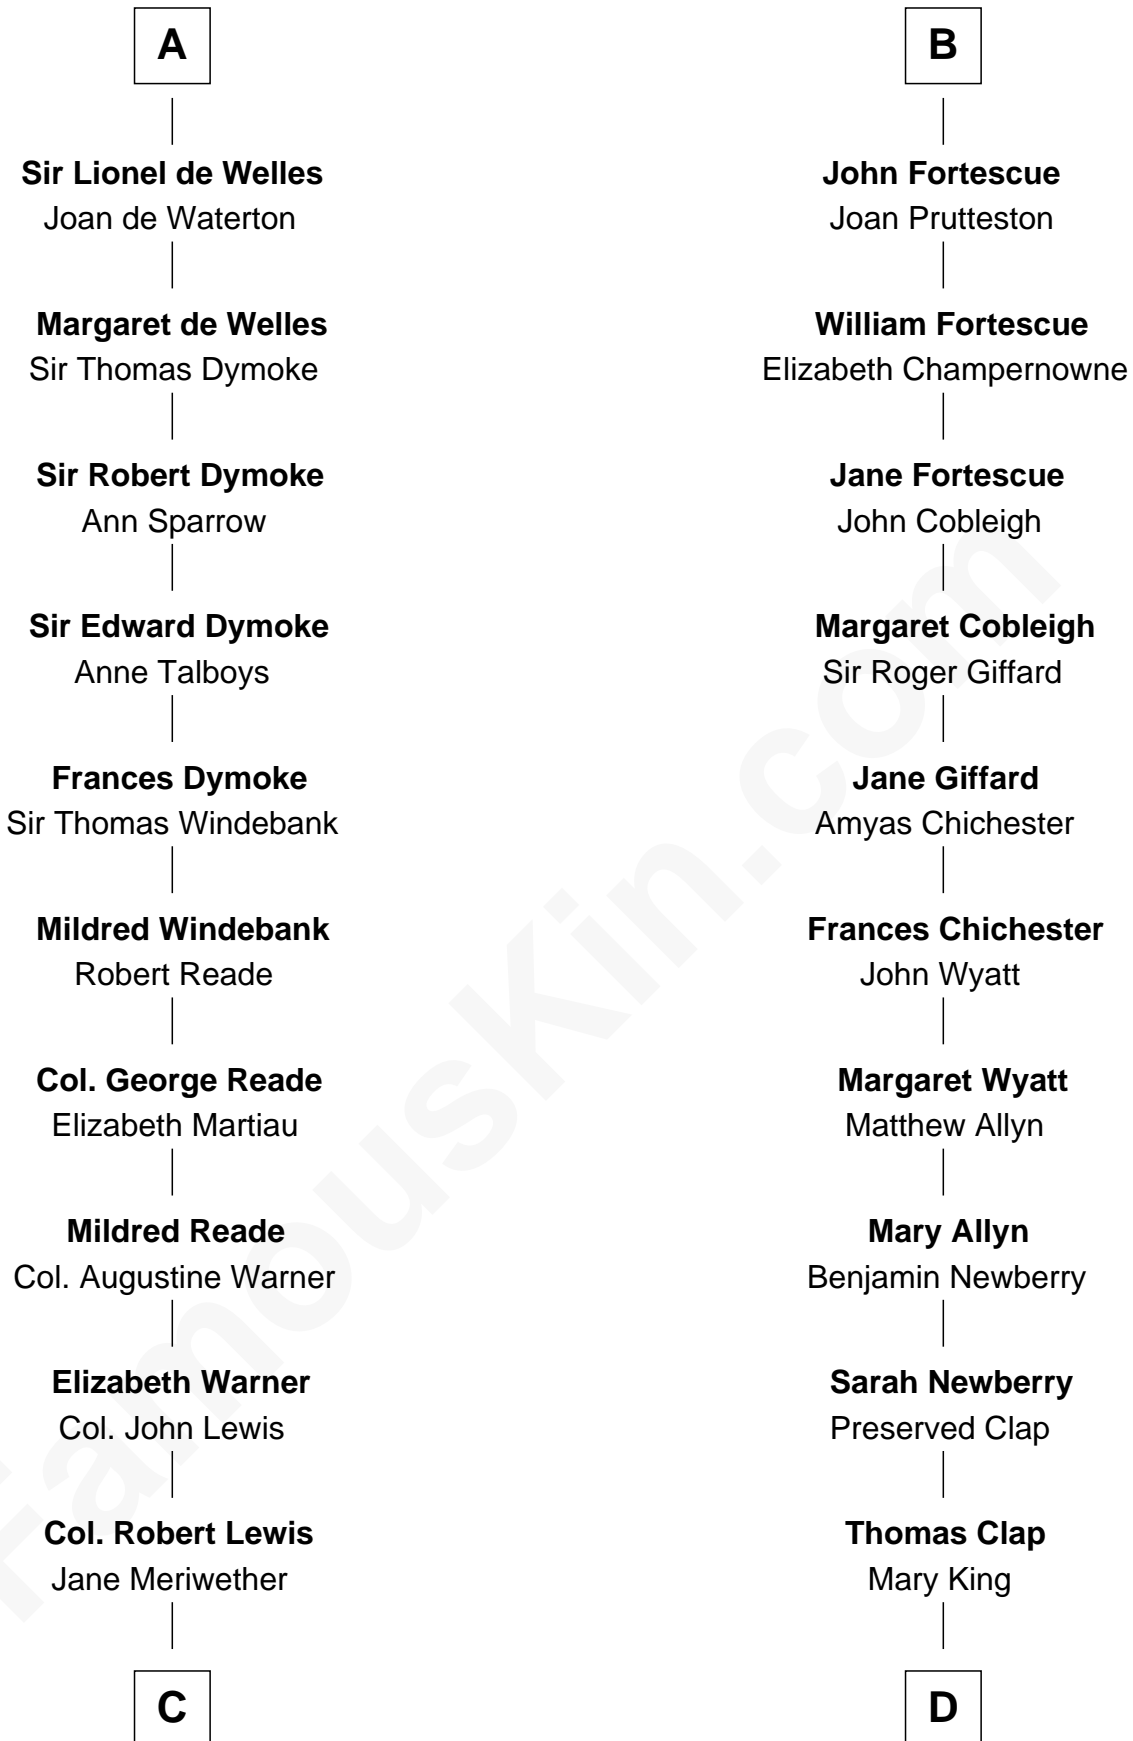 A
Sir Lionel de Welles
Joan de Waterton
Margaret de Welles
Sir Thomas Dymoke
Sir Robert Dymoke
Ann Sparrow
Sir Edward Dymoke
Anne Talboys
Frances Dymoke
Sir Thomas Windebank
Mildred Windebank
Robert Reade
Col. George Reade
Elizabeth Martiau
Mildred Reade
Col. Augustine Warner
Elizabeth Warner
Col. John Lewis
Col. Robert Lewis
Jane Meriwether
C
B
John Fortescue
Joan Prutteston
William Fortescue
Elizabeth Champernowne
Jane Fortescue
John Cobleigh
Margaret Cobleigh
Sir Roger Giffard
Jane Giffard
Amyas Chichester
Frances Chichester
John Wyatt
Margaret Wyatt
Matthew Allyn
Mary Allyn
Benjamin Newberry
Sarah Newberry
Preserved Clap
Thomas Clap
Mary King
D
FamousKin.com